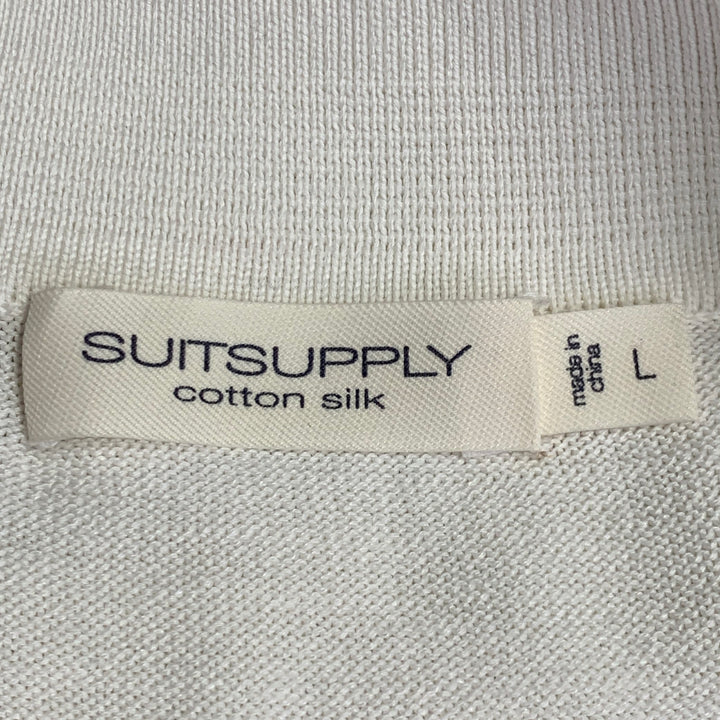 SUITSUPPLY
cotton silk
made in
china
L